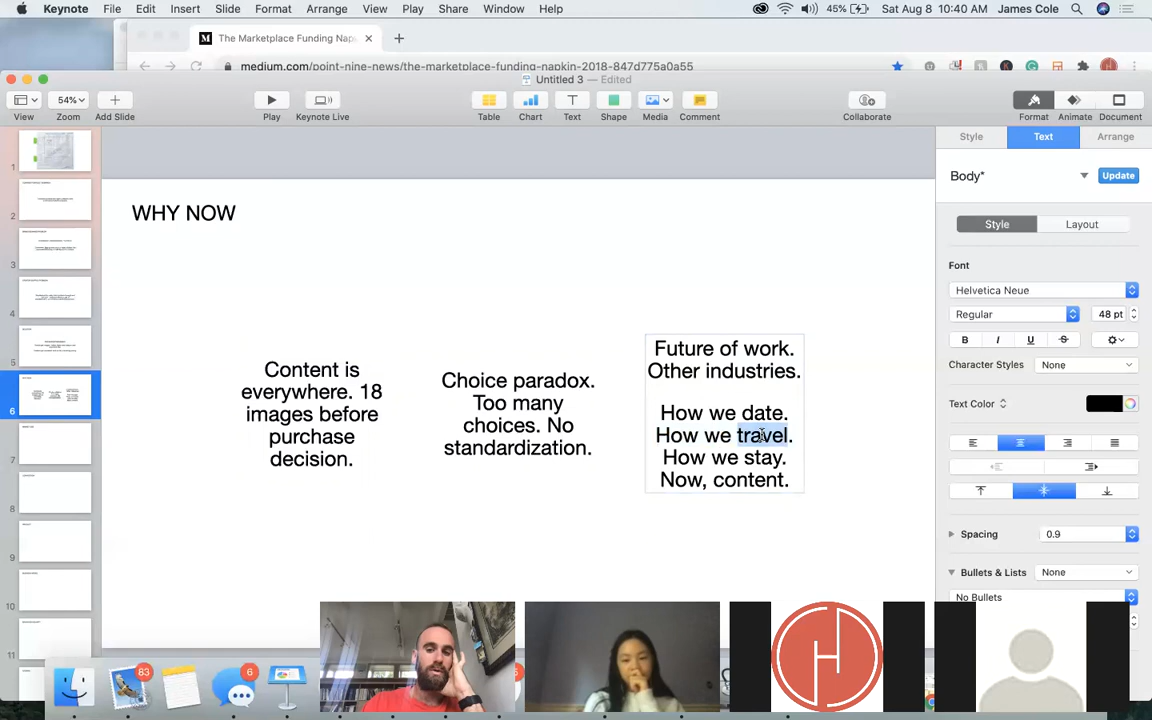 Keynote File Edit Insert Slide Format Arrange View Play Share Window Help 45% Sat Aug 8 10:40 AM James Cole
The Marketplace Funding Nap
medium.com/point-nine-news/the-marketplace-funding-napkin-2018-847d775a0a55
Untitled 3 — Edited
54%
View Zoom Add Slide Play Keynote Live Table Chart Text Shape Media Comment Collaborate Format Animate Document
Style Text Arrange
Body* Update
Style Layout
Font
Helvetica Neue
Regular 48 pt
B I U S
Character Styles None
Text Color
Spacing 0.9
Bullets & Lists None
No Bullets
1
2
3
4
5
6
7
8
9
10
11
WHY NOW
Content is
everywhere. 18
images before
purchase
decision.
Choice paradox.
Too many
choices. No
standardization.
Future of work.
Other industries.
How we date.
How we travel.
How we stay.
Now, content.
83
6
H